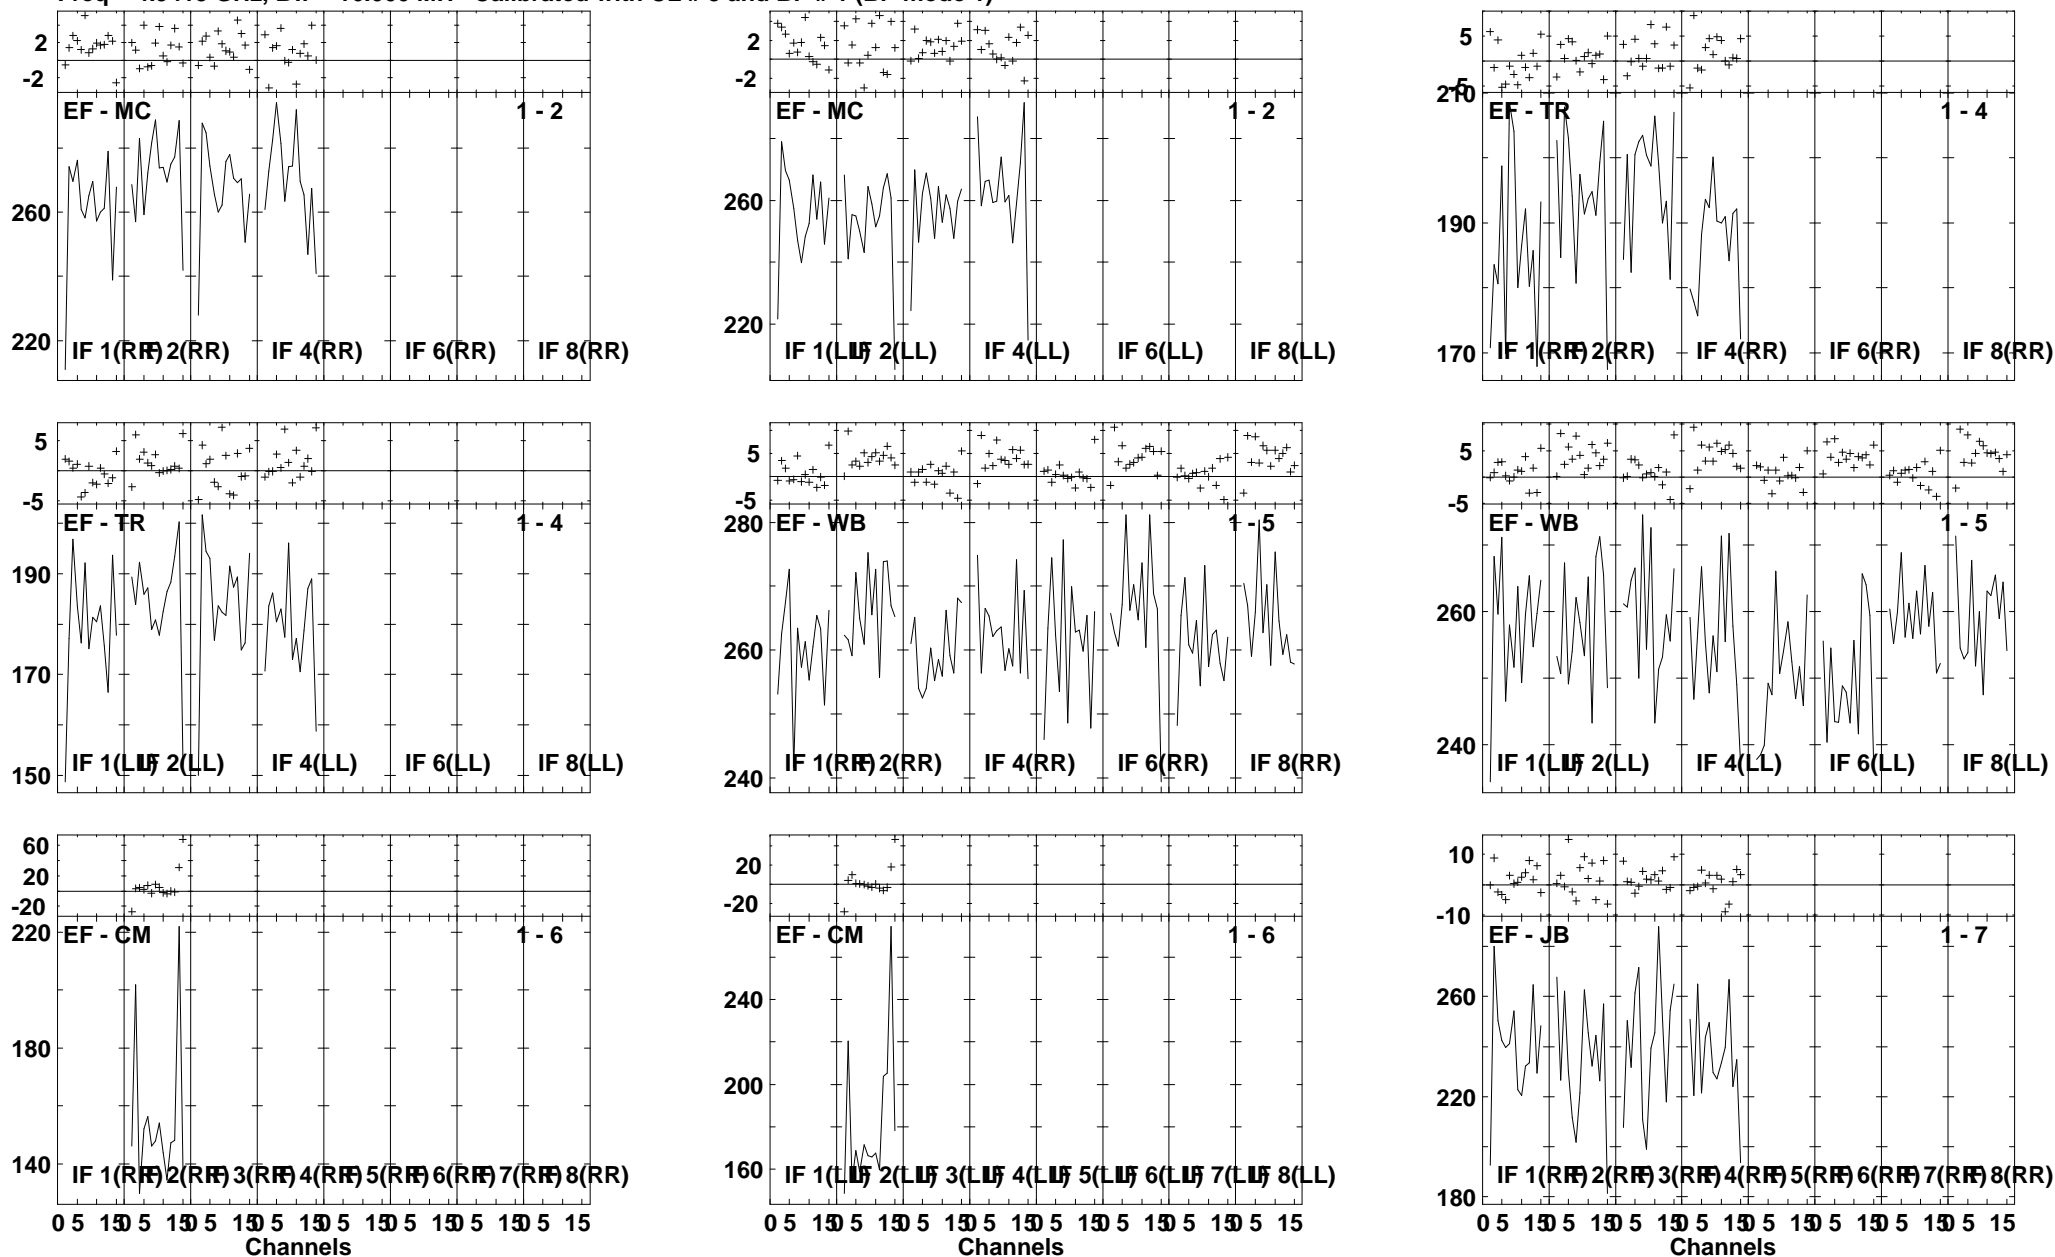 2
-2
EF - MC 1 - 2
260
220
IF 1(RR) IF 2(RR) IF 4(RR) IF 6(RR) IF 8(RR)
2
-2
EF - MC 1 - 2
260
220
IF 1(LL) IF 2(LL) IF 4(LL) IF 6(LL) IF 8(LL)
5
-5
210
EF - TR 1 - 4
190
170
IF 1(RR) IF 2(RR) IF 4(RR) IF 6(RR) IF 8(RR)
5
-5
EF - TR 1 - 4
190
170
150
IF 1(LL) IF 2(LL) IF 4(LL) IF 6(LL) IF 8(LL)
5
-5
280
EF - WB 1 - 5
260
240
IF 1(RR) IF 2(RR) IF 4(RR) IF 6(RR) IF 8(RR)
5
-5
EF - WB 1 - 5
260
240
IF 1(LL) IF 2(LL) IF 4(LL) IF 6(LL) IF 8(LL)
60
20
-20
220
EF - CM 1 - 6
180
140
IF 1(RR) IF 2(RR) IF 3(RR) IF 4(RR) IF 5(RR) IF 6(RR) IF 7(RR) IF 8(RR)
0 5 15 0 5 15 0 5 15 0 5 15 0 5 15 0 5 15 0 5 15 0 5 15
Channels
20
-20
EF - CM 1 - 6
240
200
160
IF 1(LL) IF 2(LL) IF 3(LL) IF 4(LL) IF 5(LL) IF 6(LL) IF 7(LL) IF 8(LL)
0 5 15 0 5 15 0 5 15 0 5 15 0 5 15 0 5 15 0 5 15 0 5 15
Channels
10
-10
EF - JB 1 - 7
260
220
180
IF 1(RR) IF 2(RR) IF 3(RR) IF 4(RR) IF 5(RR) IF 6(RR) IF 7(RR) IF 8(RR)
0 5 15 0 5 15 0 5 15 0 5 15 0 5 15 0 5 15 0 5 15 0 5 15
Channels